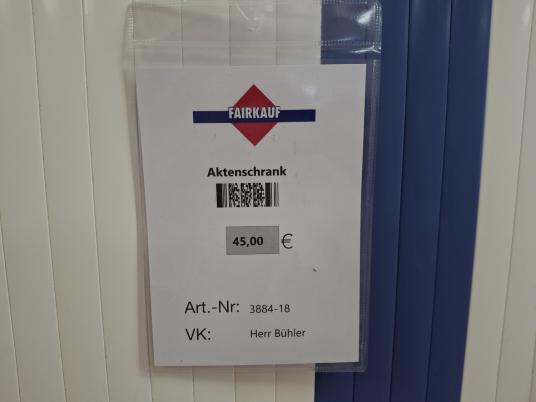 FAIRKAUF
Aktenschrank
45,00 €
Art.-Nr: 3884-18
VK: Herr Bühler